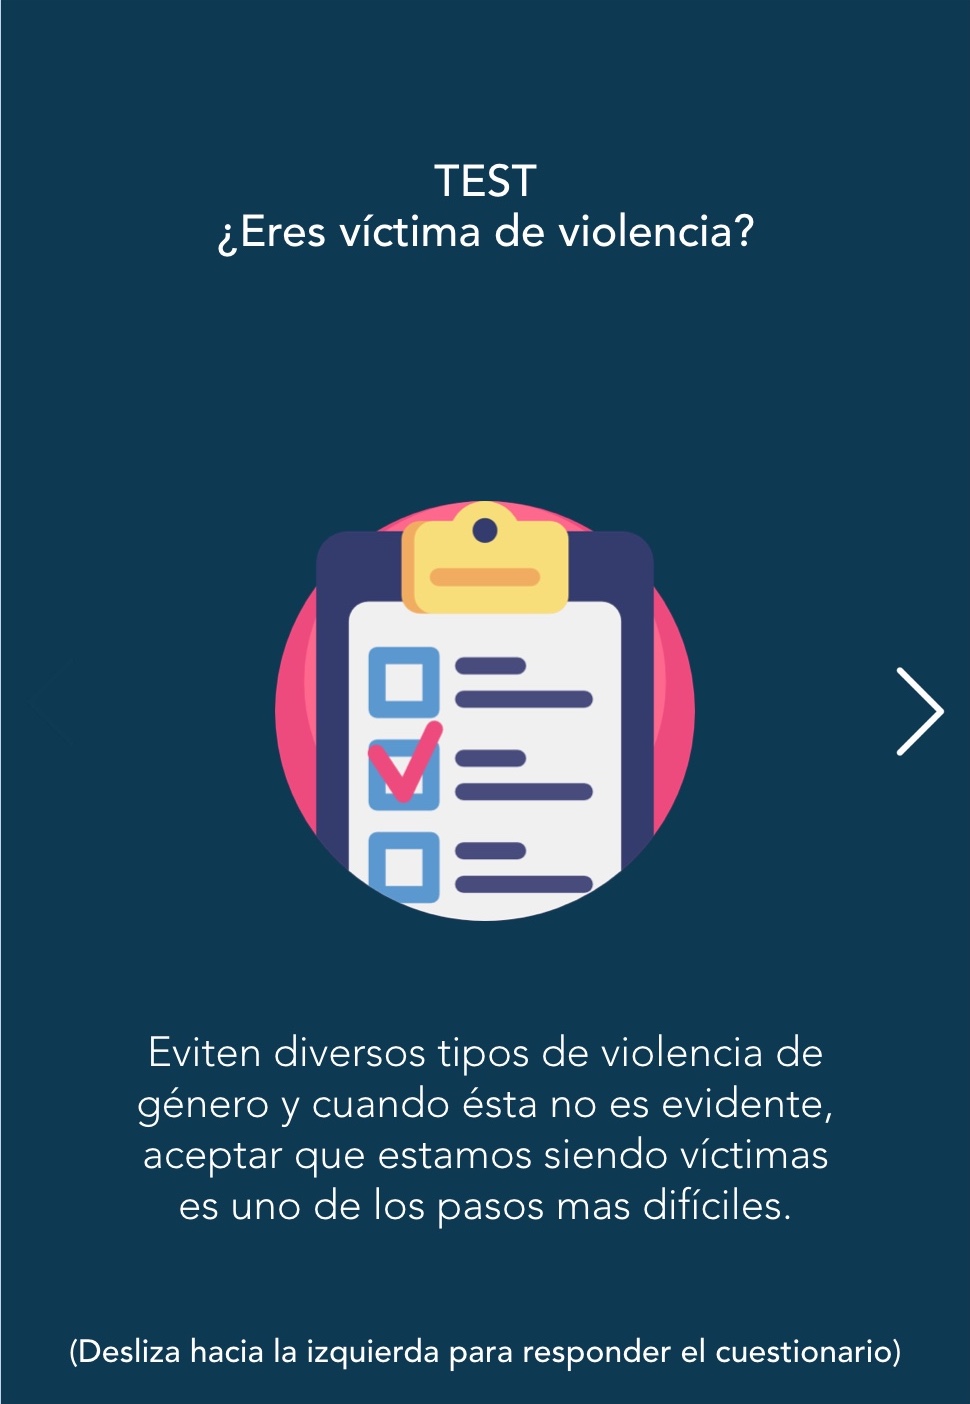 TEST
¿Eres víctima de violencia?
Eviten diversos tipos de violencia de
género y cuando ésta no es evidente,
aceptar que estamos siendo víctimas
es uno de los pasos mas difíciles.
(Desliza hacia la izquierda para responder el cuestionario)